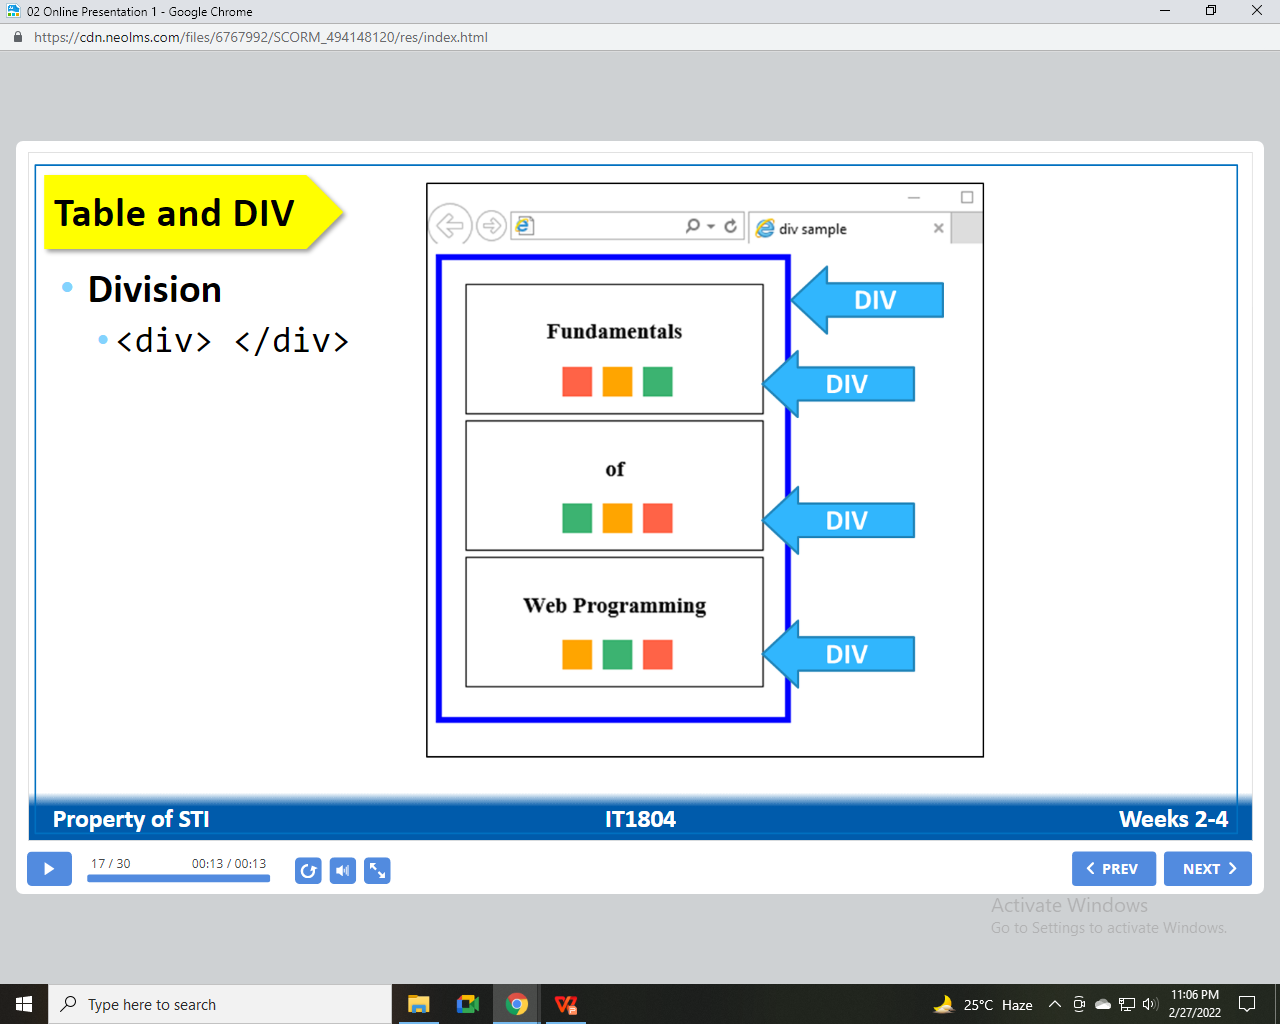 02 Online Presentation 1 - Google Chrome
https://cdn.neolms.com/files/6767992/SCORM_494148120/res/index.html
Table and DIV
Division
<div> </div>
div sample
Fundamentals
of
Web Programming
DIV
DIV
DIV
DIV
Property of STI
IT1804
Weeks 2-4
17 / 30
00:13 / 00:13
PREV
NEXT
Activate Windows
Go to Settings to activate Windows.
Type here to search
25°C Haze
11:06 PM
2/27/2022